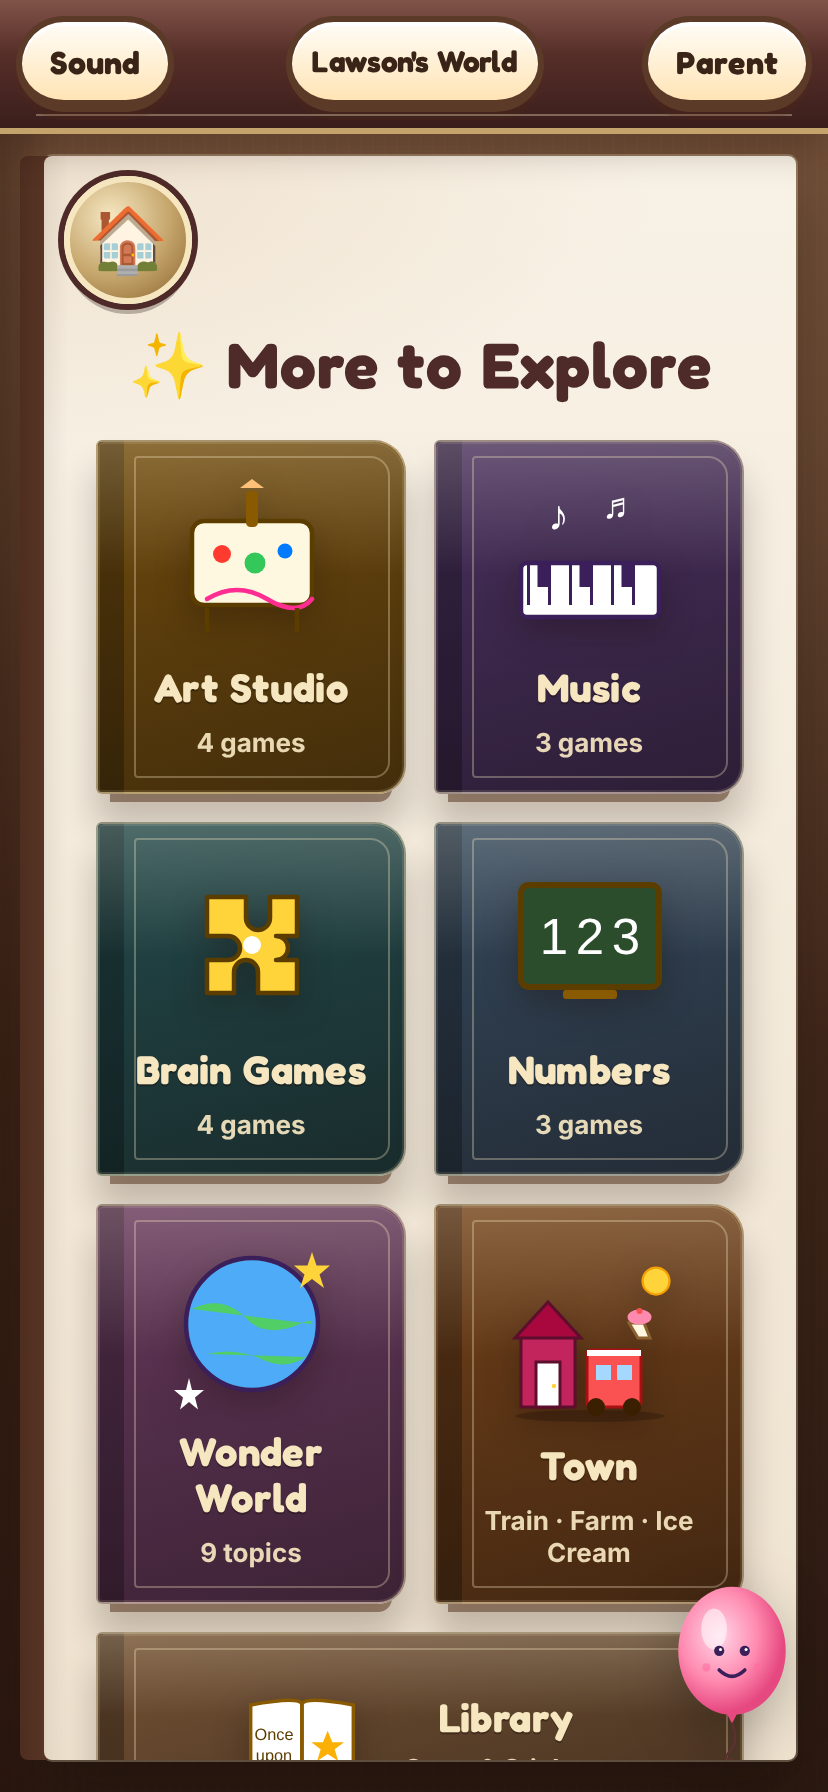 Sound
Lawson's World
Parent
More to Explore
Art Studio
4 games
Music
3 games
Brain Games
4 games
123
Numbers
3 games
Wonder
World
9 topics
Town
Train · Farm · Ice
Cream
Once
upon
Library